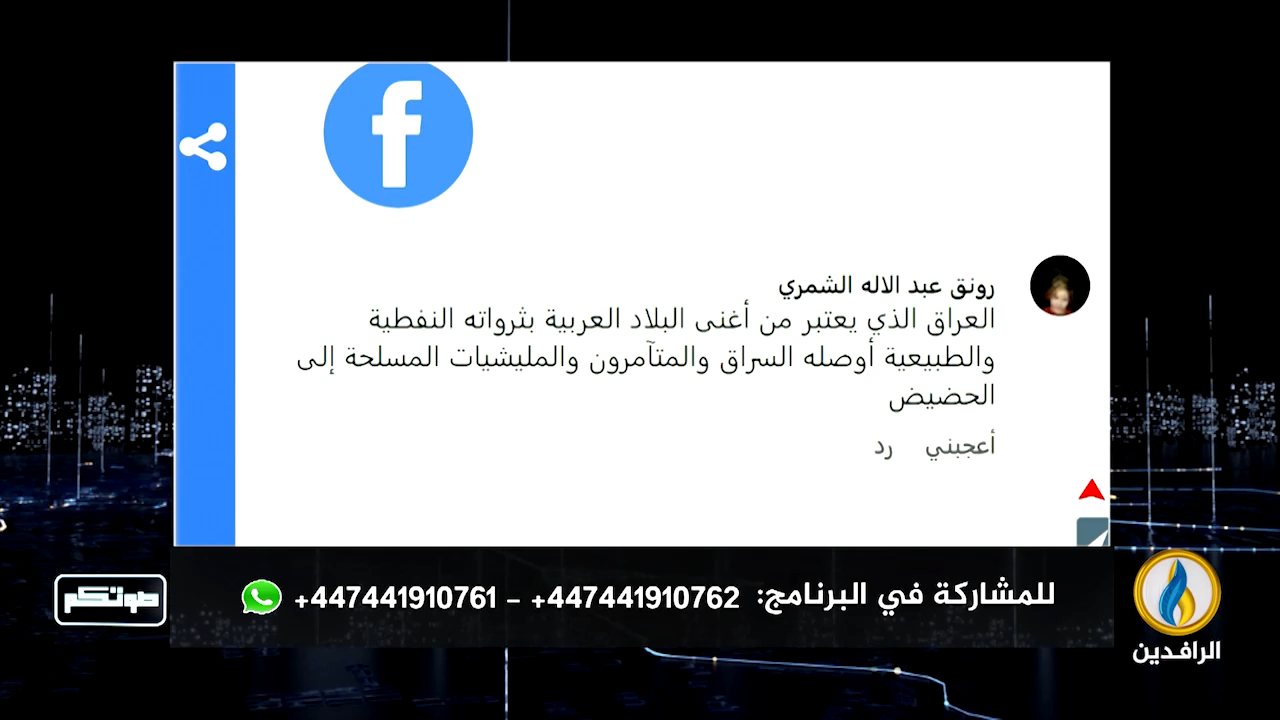 f
رونق عبد الاله الشمري
العراق الذي يعتبر من أغنى البلاد العربية بثرواته النفطية
والطبيعية أوصله السراق والمتآمرون والمليشيات المسلحة إلى
الحضيض
أعجبني رد
للمشاركة في البرنامج: 447441910762+ – 447441910761+
صوتكم
الرافدين